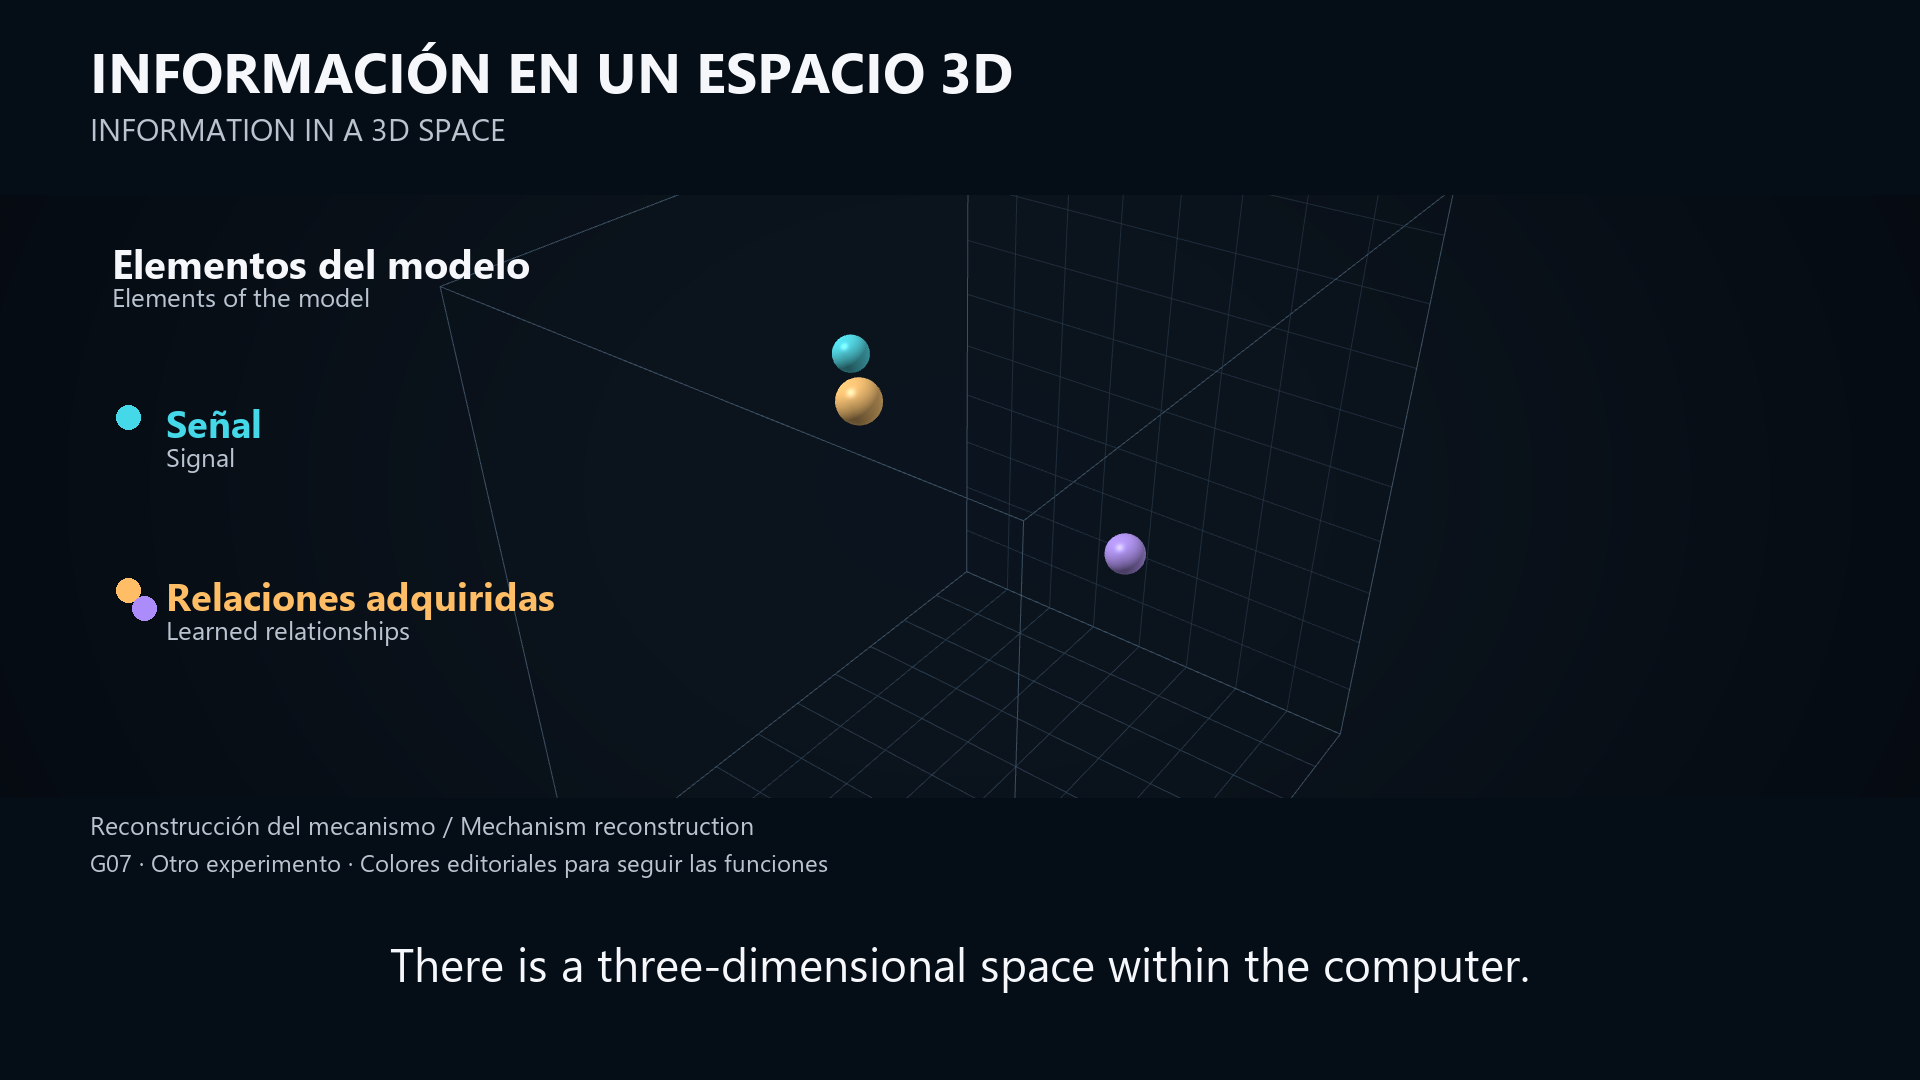 INFORMACIÓN EN UN ESPACIO 3D
INFORMATION IN A 3D SPACE
Elementos del modelo
Elements of the model
Señal
Signal
Relaciones adquiridas
Learned relationships
Reconstrucción del mecanismo / Mechanism reconstruction
G07 · Otro experimento · Colores editoriales para seguir las funciones
There is a three-dimensional space within the computer.